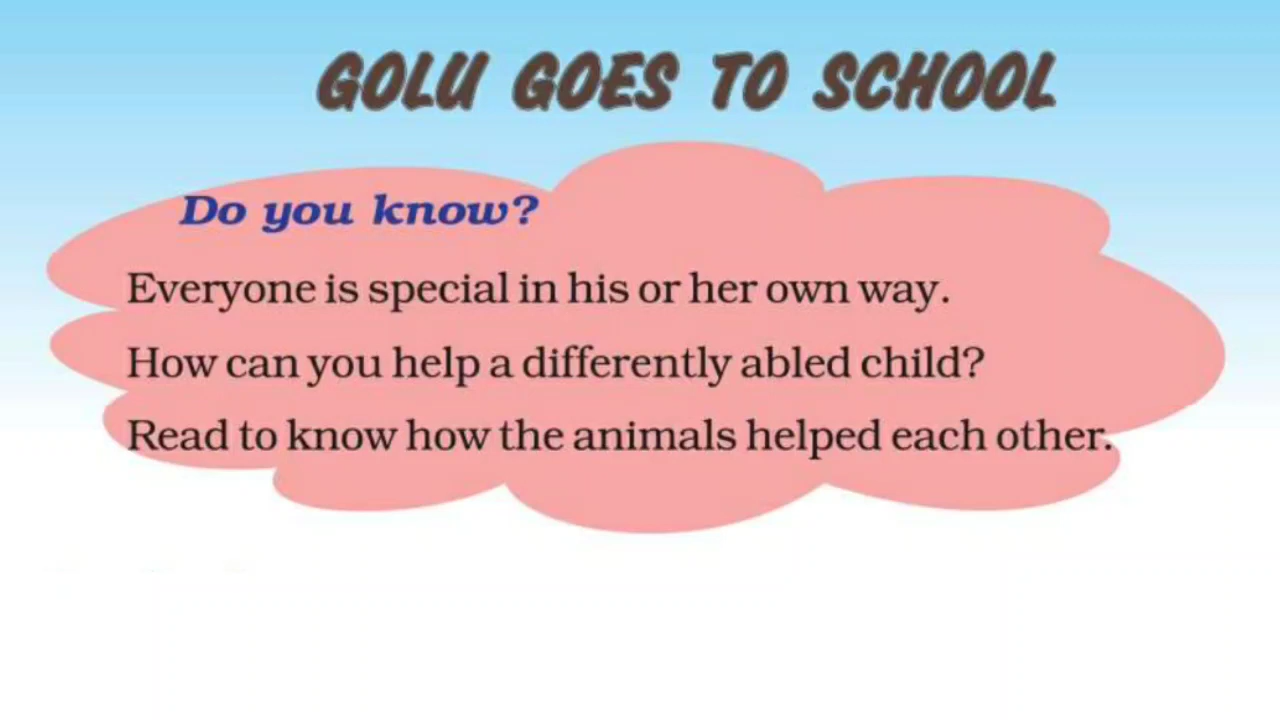 GOLU GOES TO SCHOOL
Do you know?
Everyone is special in his or her own way.
How can you help a differently abled child?
Read to know how the animals helped each other.